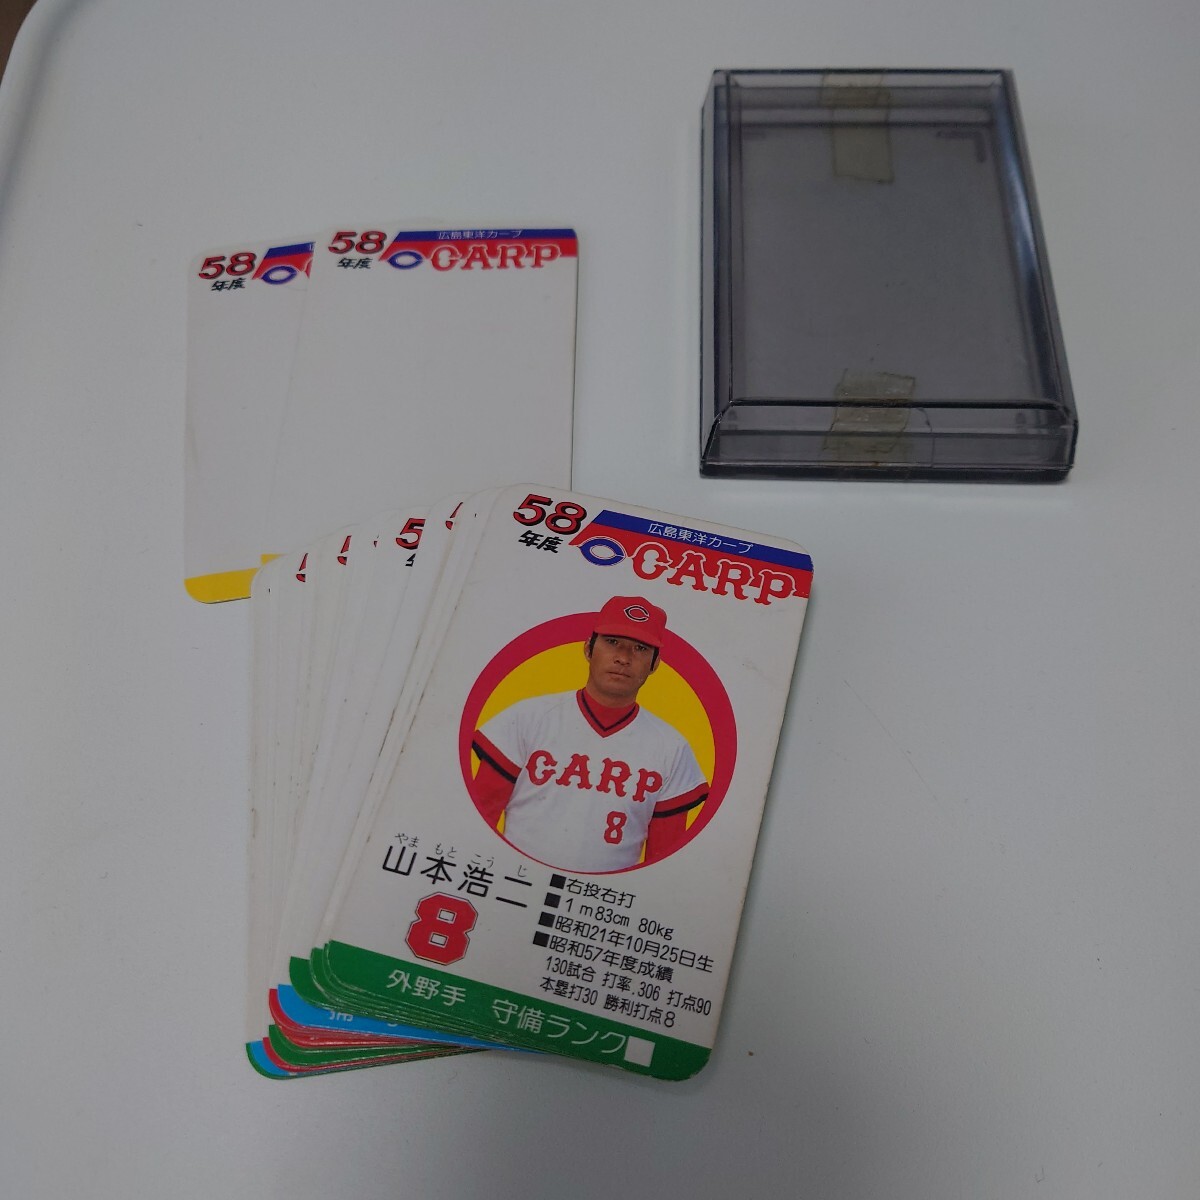 58
年度
58
年度
広島東洋カープ
CARP
58
年度
広島東洋カープ
CARP
C
CARP
8
やま もと こう じ
山本浩二
8
■右投右打
■1m83cm 80kg
■昭和21年10月25日生
■昭和57年度成績
130試合 打率.306 打点90
本塁打30 勝利打点8
外野手 守備ランク